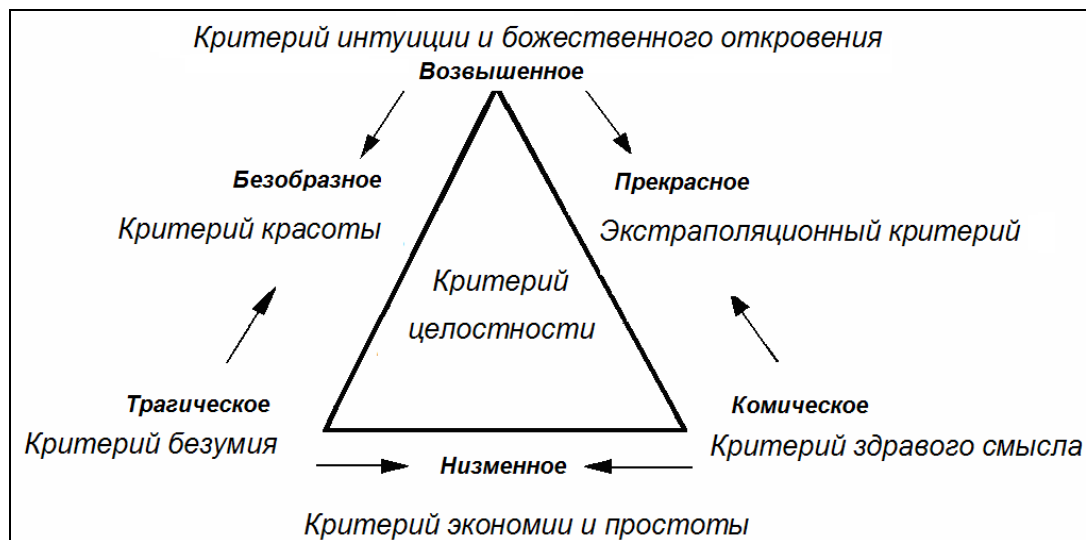 Критерий интуиции и божественного откровения
Возвышенное
Безобразное
Прекрасное
Критерий красоты
Экстраполяционный критерий
Критерий
целостности
Трагическое
Комическое
Критерий безумия
Критерий здравого смысла
Низменное
Критерий экономии и простоты